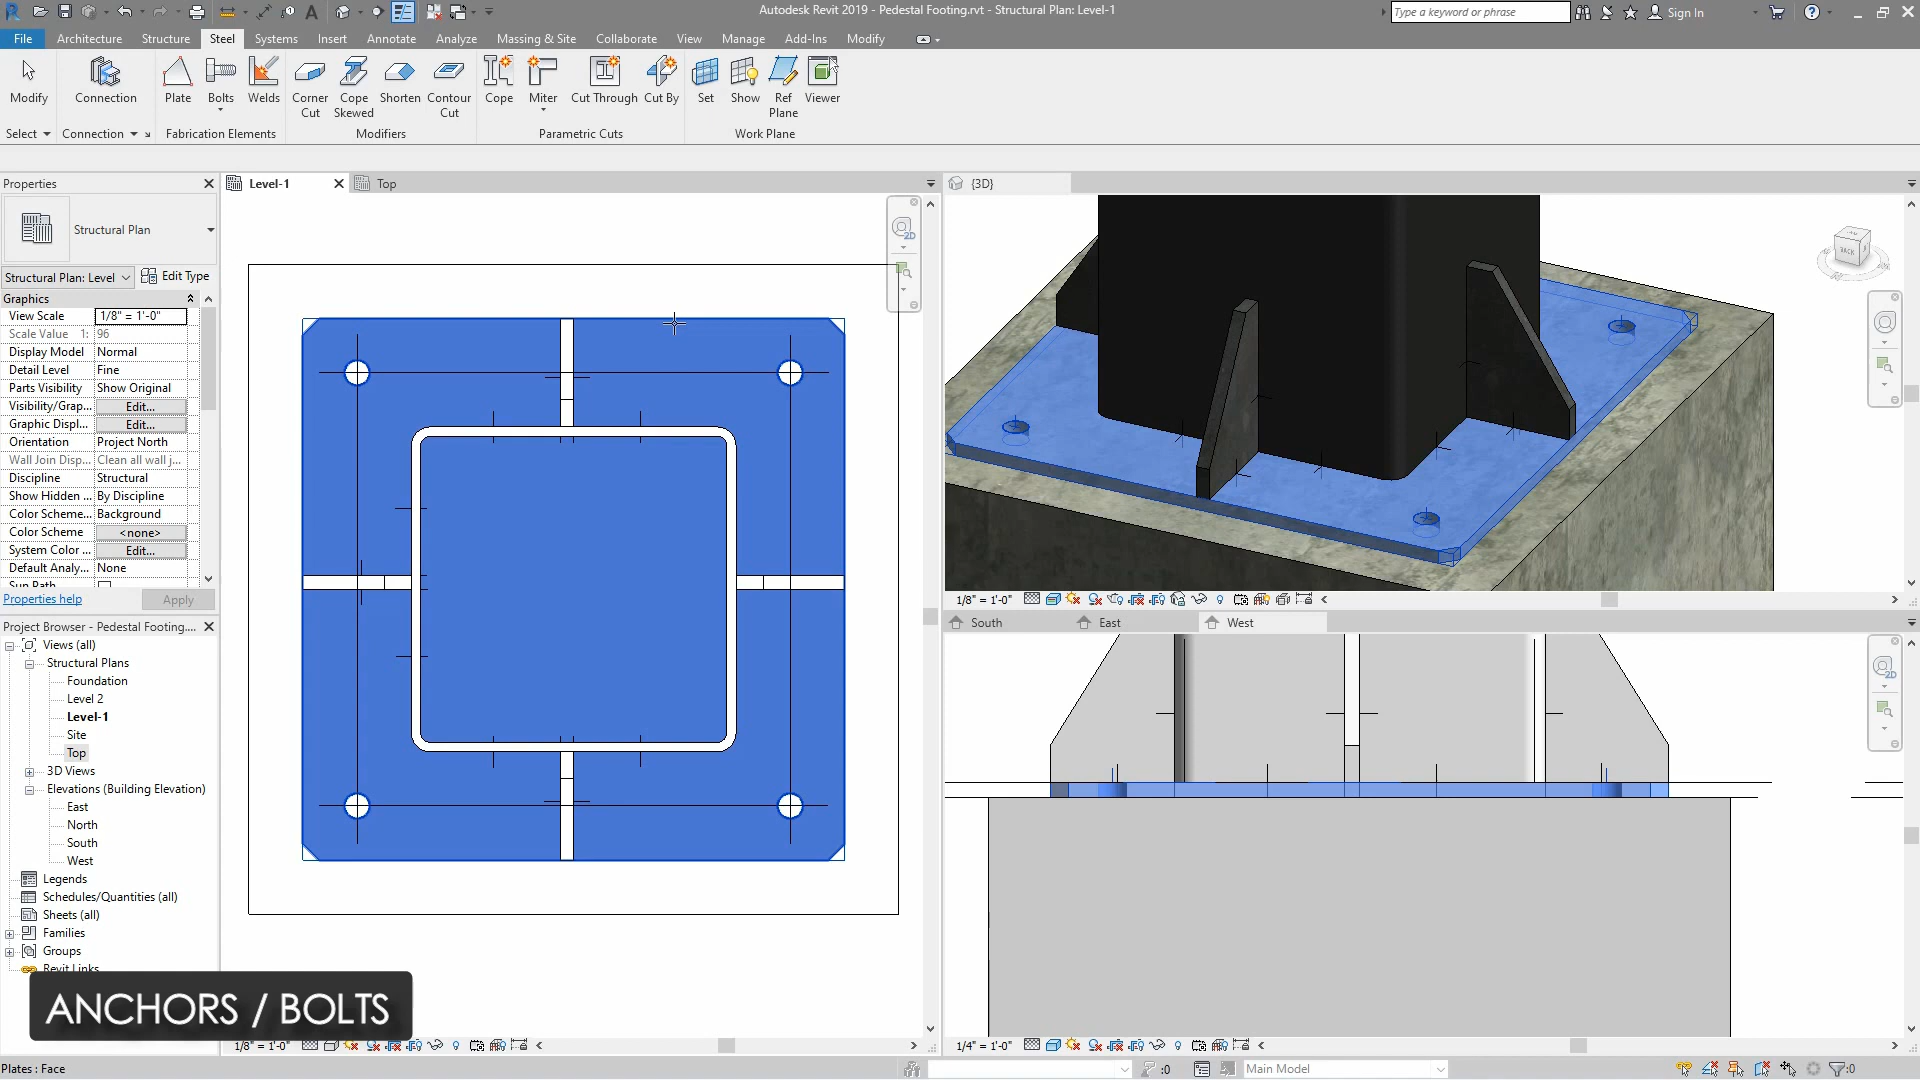 Autodesk Revit 2019 - Pedestal Footing.rvt - Structural Plan: Level-1
Type a keyword or phrase
Sign In
File Architecture Structure Steel Systems Insert Annotate Analyze Massing & Site Collaborate View Manage Add-Ins Modify
Modify Connection Plate Bolts Welds Corner Cut Cope Skewed Shorten Contour Cut Cope Miter Cut Through Cut By Set Show Ref Plane Viewer
Select Connection Fabrication Elements Modifiers Parametric Cuts Work Plane
Properties
Structural Plan
Structural Plan: Level
Edit Type
Graphics
View Scale 1/8" = 1'-0"
Scale Value 1: 96
Display Model Normal
Detail Level Fine
Parts Visibility Show Original
Visibility/Grap... Edit...
Graphic Displ... Edit...
Orientation Project North
Wall Join Disp... Clean all wall j...
Discipline Structural
Show Hidden ... By Discipline
Color Scheme... Background
Color Scheme <none>
System Color ... Edit...
Default Analy... None
Sun Path
Properties help Apply
Project Browser - Pedestal Footing....
Views (all)
Structural Plans
Foundation
Level 2
Level-1
Site
Top
3D Views
Elevations (Building Elevation)
East
North
South
West
Legends
Schedules/Quantities (all)
Sheets (all)
Families
Groups
Revit Links
ANCHORS / BOLTS
Level-1 Top
2D
1/8" = 1'-0"
{3D}
BACK
1/8" = 1'-0"
South East West
2D
1/4" = 1'-0"
Plates : Face
:0
Main Model
:0